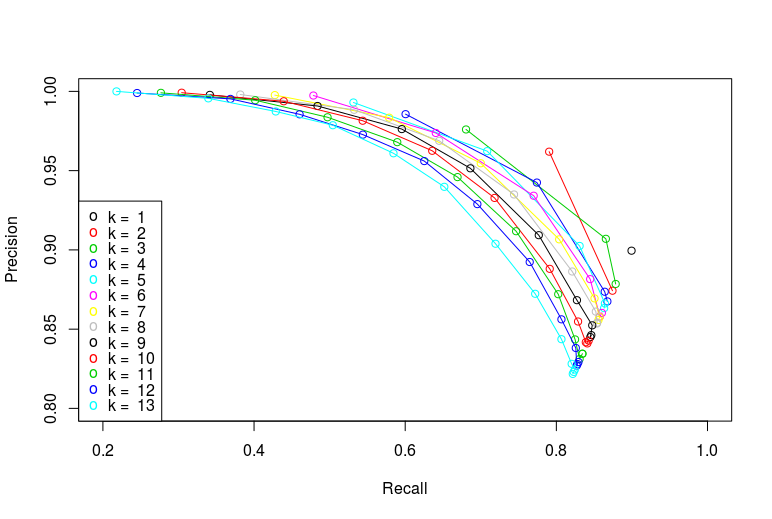 1.00
0.95
0.90
0.85
0.80
Precision
k = 1
k = 2
k = 3
k = 4
k = 5
k = 6
k = 7
k = 8
k = 9
k = 10
k = 11
k = 12
k = 13
0.2 0.4 0.6 0.8 1.0
Recall